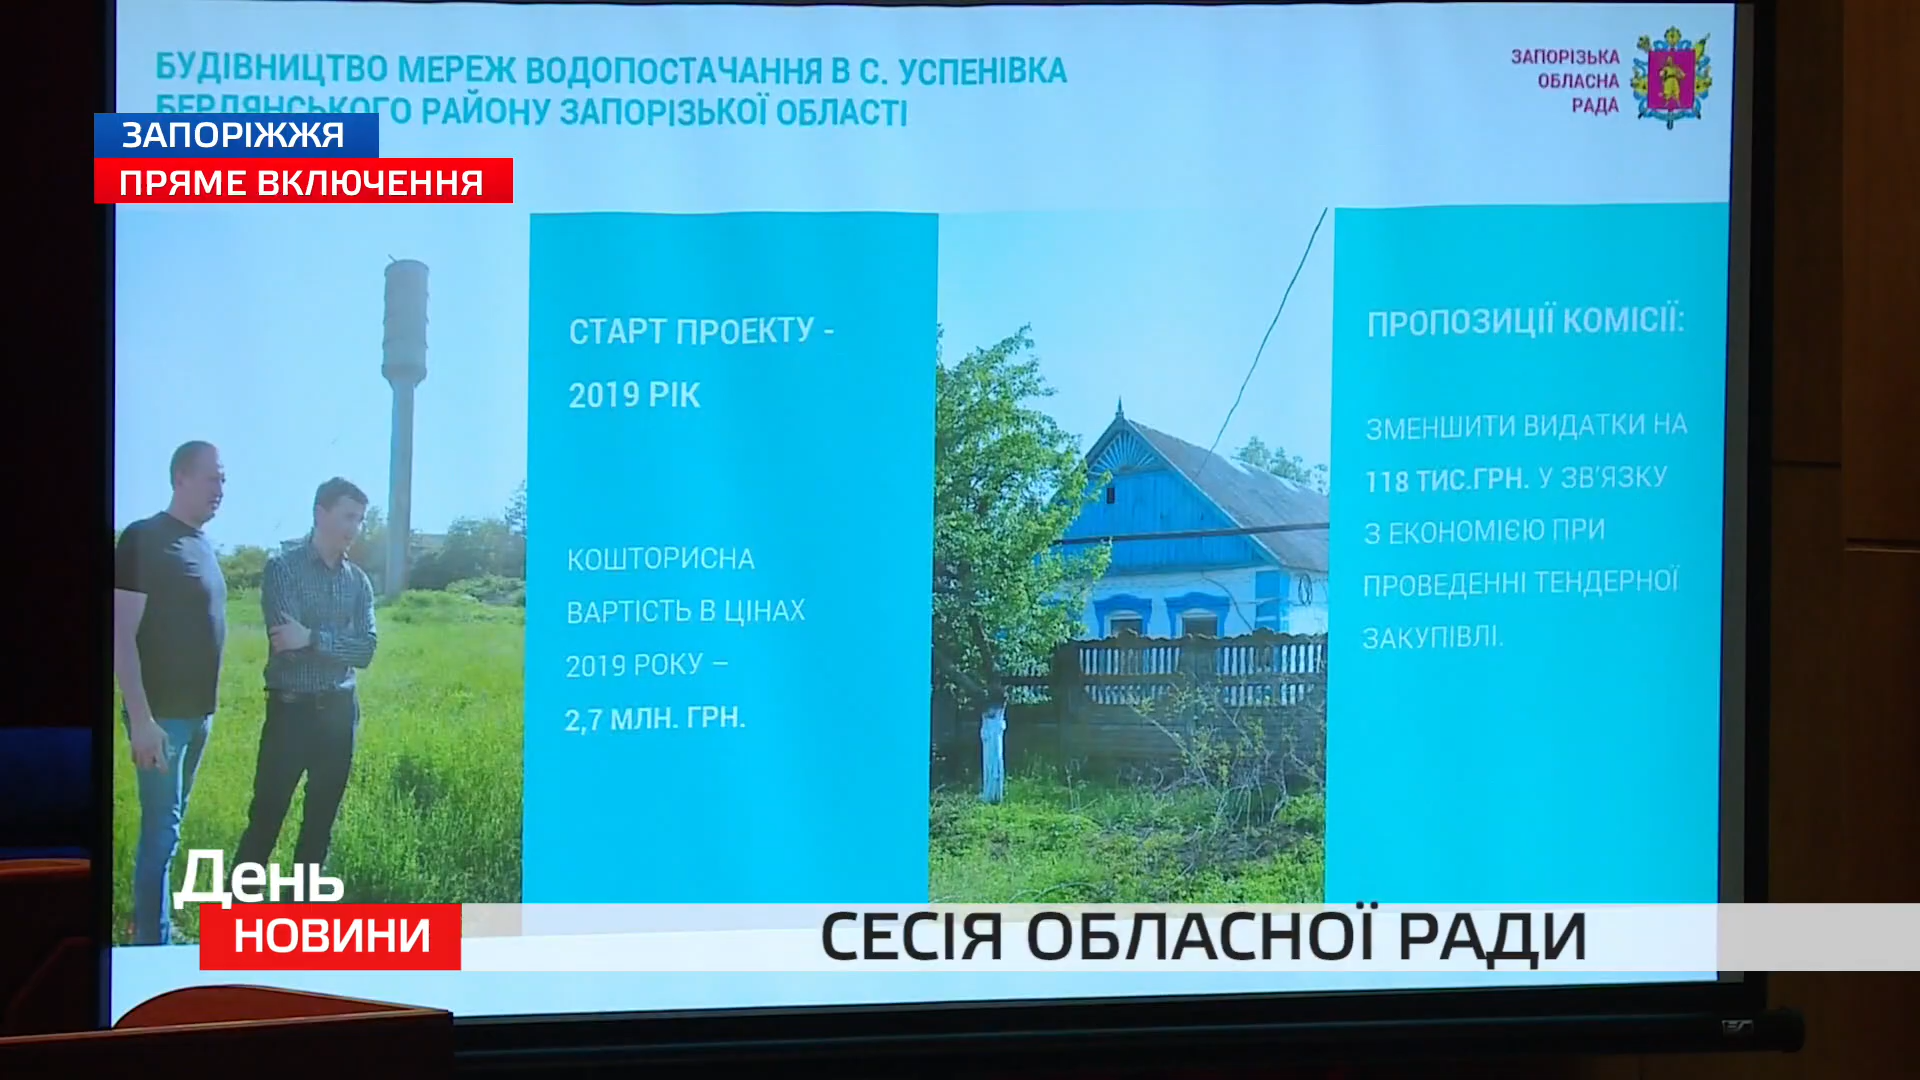 БУДІВНИЦТВО МЕРЕЖ ВОДОПОСТАЧАННЯ В С. УСПЕНІВКА
БЕРДЯНСЬКОГО РАЙОНУ ЗАПОРІЗЬКОЇ ОБЛАСТІ
ЗАПОРІЗЬКА
ОБЛАСНА
РАДА
ЗАПОРІЖЖЯ
ПРЯМЕ ВКЛЮЧЕННЯ
СТАРТ ПРОЕКТУ -
2019 РІК
КОШТОРИСНА
ВАРТІСТЬ В ЦІНАХ
2019 РОКУ –
2,7 МЛН. ГРН.
ПРОПОЗИЦІЇ КОМІСІЇ:
ЗМЕНШИТИ ВИДАТКИ НА
118 ТИС.ГРН. У ЗВ'ЯЗКУ
З ЕКОНОМІЄЮ ПРИ
ПРОВЕДЕННІ ТЕНДЕРНОЇ
ЗАКУПІВЛІ.
День
НОВИНИ
СЕСІЯ ОБЛАСНОЇ РАДИ